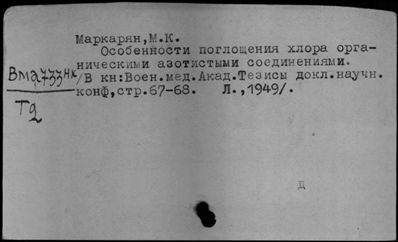 Маркарян,М.К.
Особенности поглощения хлора орга-
ническими азотистыми соединениями.
/В кн:Воен.мед.Акад.Тезисы докл.научн.
конф,стр.67-68. Л.,1949/.
Т2
Д